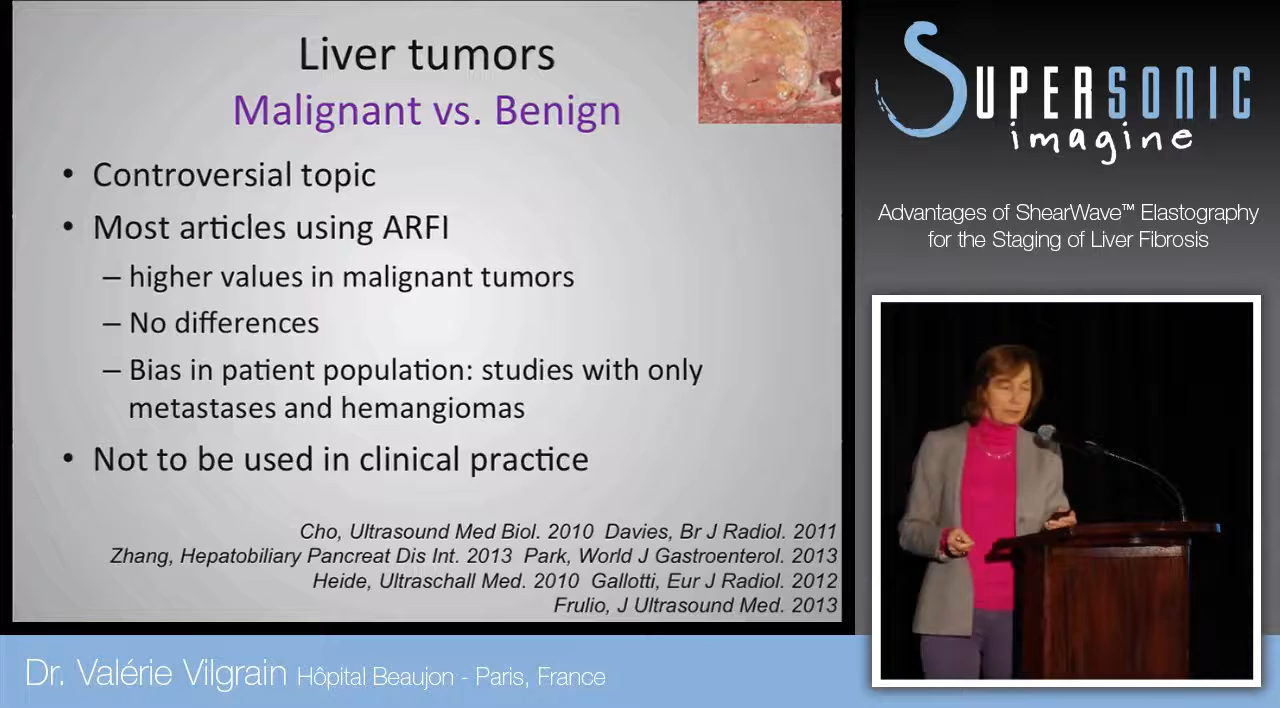 Liver tumors
Malignant vs. Benign
• Controversial topic
• Most articles using ARFI
– higher values in malignant tumors
– No differences
– Bias in patient population: studies with only
metastases and hemangiomas
• Not to be used in clinical practice
Cho, Ultrasound Med Biol. 2010 Davies, Br J Radiol. 2011
Zhang, Hepatobiliary Pancreat Dis Int. 2013 Park, World J Gastroenterol. 2013
Heide, Ultraschall Med. 2010 Gallotti, Eur J Radiol. 2012
Frulio, J Ultrasound Med. 2013
SUPERSONIC
imagine
Advantages of ShearWave™ Elastography
for the Staging of Liver Fibrosis
Dr. Valérie Vilgrain Hôpital Beaujon - Paris, France